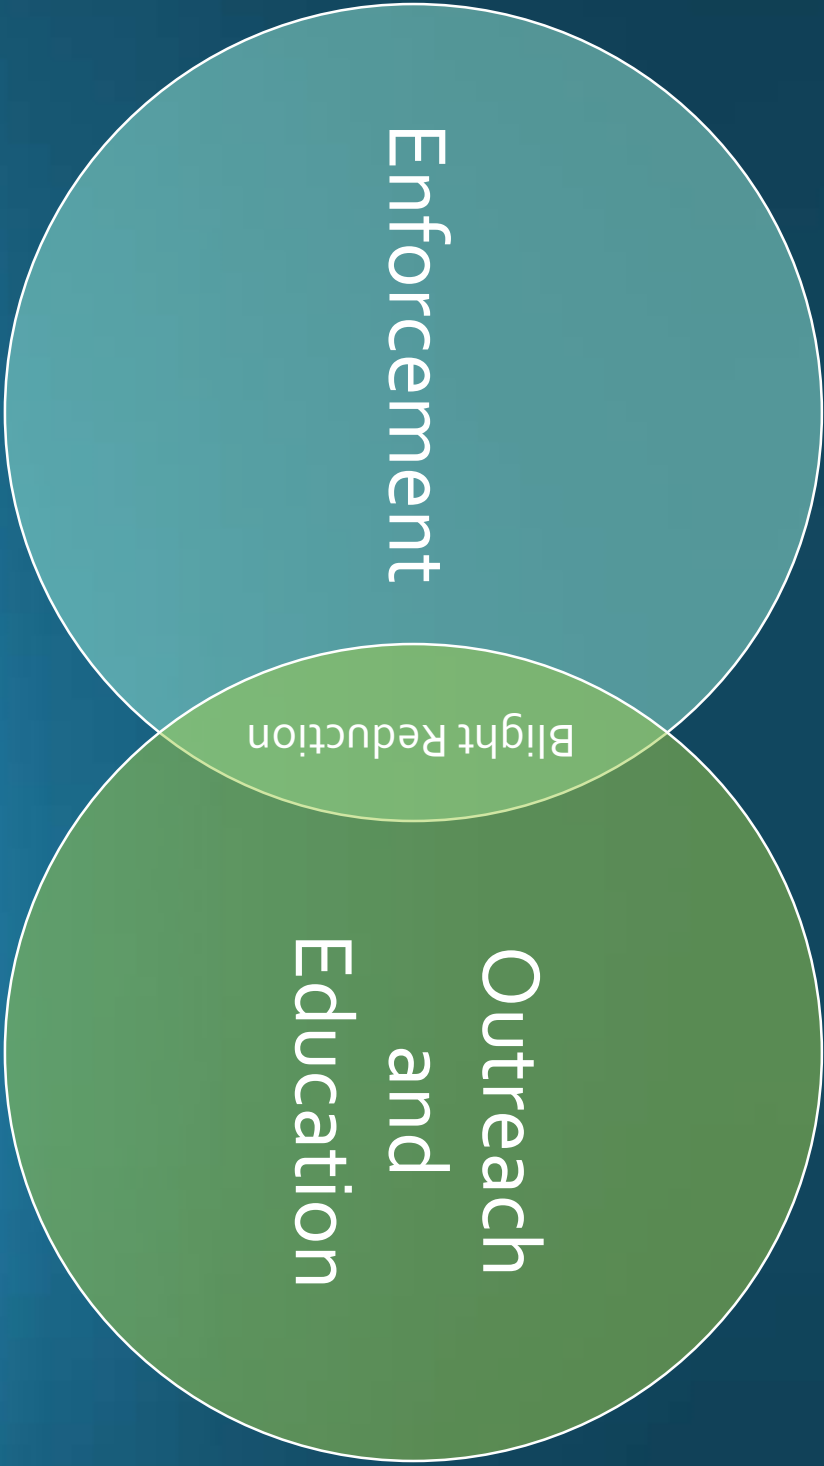 Enforcement
Blight Reduction
Outreach
and
Education